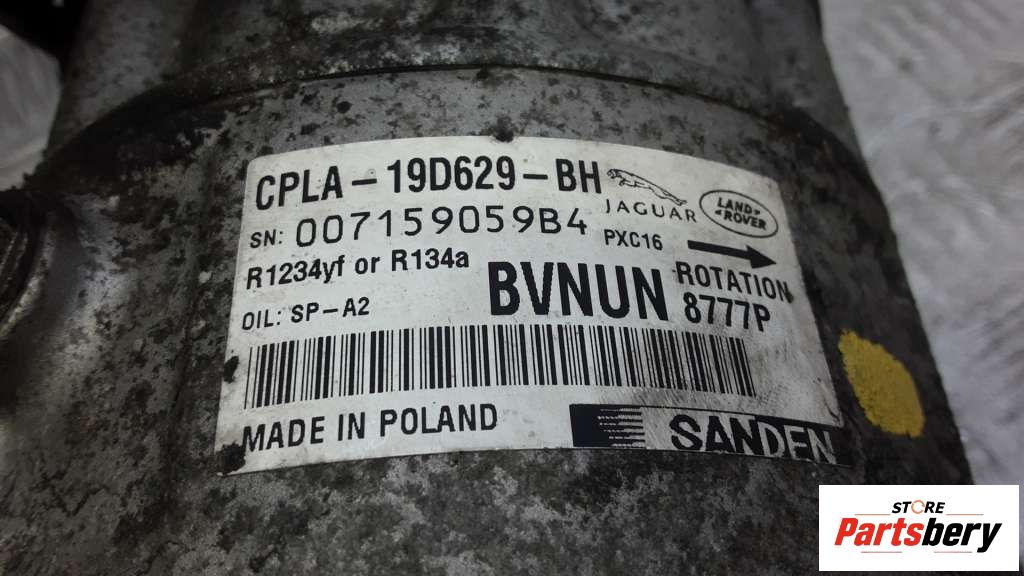 CPLA-19D629-BH
JAGUAR
LAND-
-ROVER
SN: 007159059B4
PXC16
R1234yf or R134a
BVNUN
ROTATION
8777P
OIL: SP-A2
MADE IN POLAND
SANDEN
STORE
Partsbery